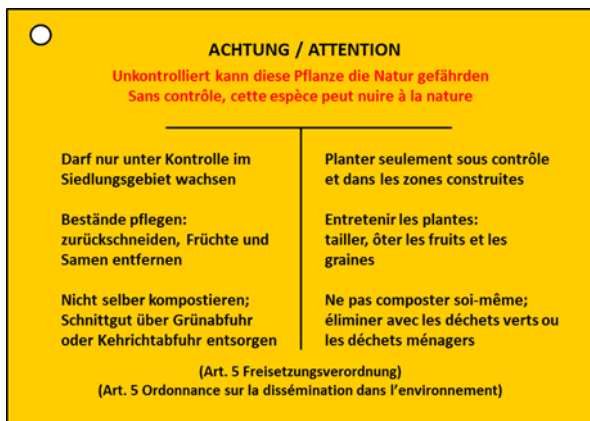 ACHTUNG / ATTENTION
Unkontrolliert kann diese Pflanze die Natur gefährden
Sans contrôle, cette espèce peut nuire à la nature
Darf nur unter Kontrolle im
Siedlungsgebiet wachsen
Bestände pflegen:
zurückschneiden, Früchte und
Samen entfernen
Nicht selber kompostieren;
Schnittgut über Grünabfuhr
oder Kehrichtabfuhr entsorgen
Planter seulement sous contrôle
et dans les zones construites
Entretenir les plantes:
tailler, ôter les fruits et les
graines
Ne pas composter soi-même;
éliminer avec les déchets verts ou
les déchets ménagers
(Art. 5 Freisetzungsverordnung)
(Art. 5 Ordonnance sur la dissémination dans l'environnement)